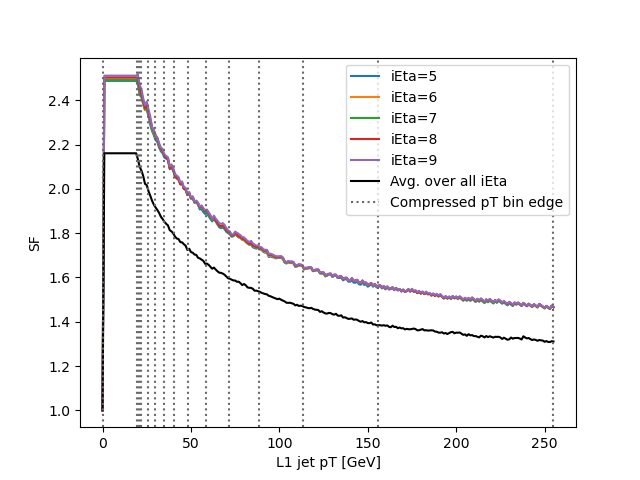 iEta=5
iEta=6
iEta=7
iEta=8
iEta=9
Avg. over all iEta
Compressed pT bin edge
2.4
2.2
2.0
1.8
1.6
1.4
1.2
1.0
SF
0 50 100 150 200 250
L1 jet pT [GeV]